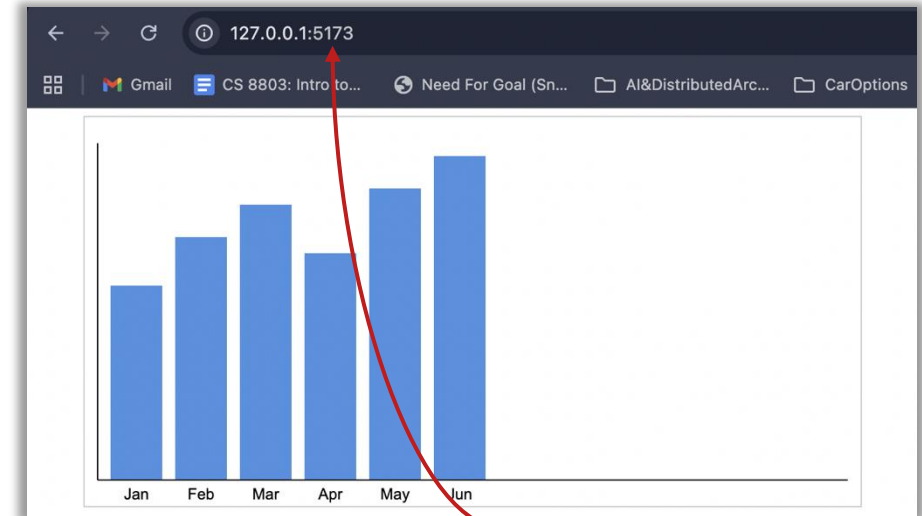 127.0.0.1:5173
Gmail CS 8803: Intro to... Need For Goal (Sn... AI&DistributedArc... CarOptions
Jan Feb Mar Apr May Jun